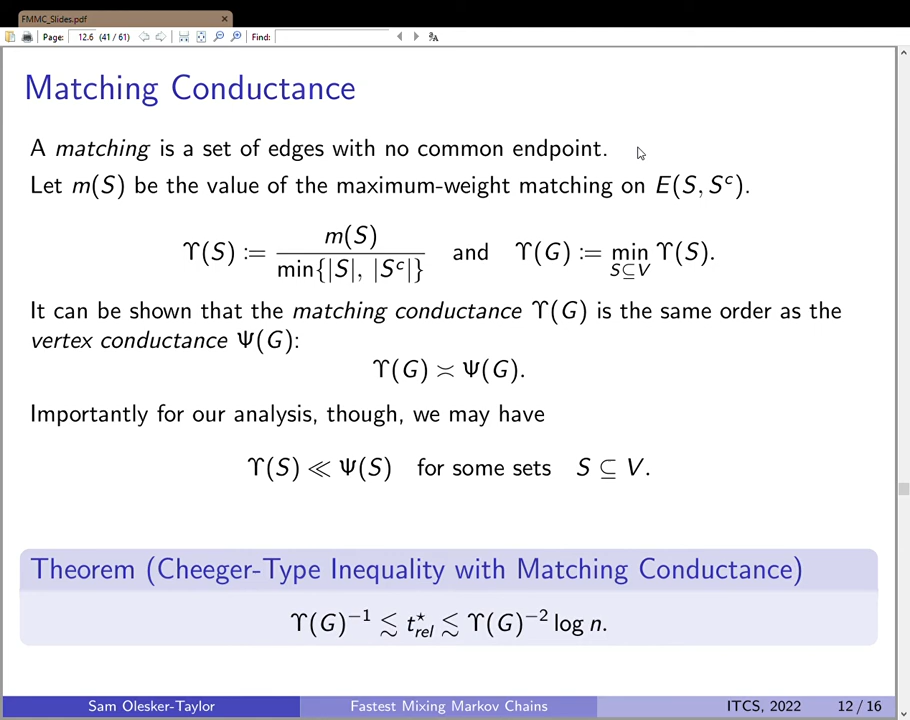 FMMC_Slides.pdf
Page: 12.6 (41 / 61) Find:
Matching Conductance
A matching is a set of edges with no common endpoint.
Let m(S) be the value of the maximum-weight matching on E(S, Sᶜ).
ϒ(S) := m(S) / min{|S|, |Sᶜ|} and ϒ(G) := min_{S⊆V} ϒ(S).
It can be shown that the matching conductance ϒ(G) is the same order as the
vertex conductance Ψ(G):
ϒ(G) ≍ Ψ(G).
Importantly for our analysis, though, we may have
ϒ(S) ≪ Ψ(S) for some sets S ⊆ V.
Theorem (Cheeger-Type Inequality with Matching Conductance)
ϒ(G)⁻¹ ≲ t*_rel ≲ ϒ(G)⁻² log n.
Sam Olesker-Taylor Fastest Mixing Markov Chains ITCS, 2022 12 / 16